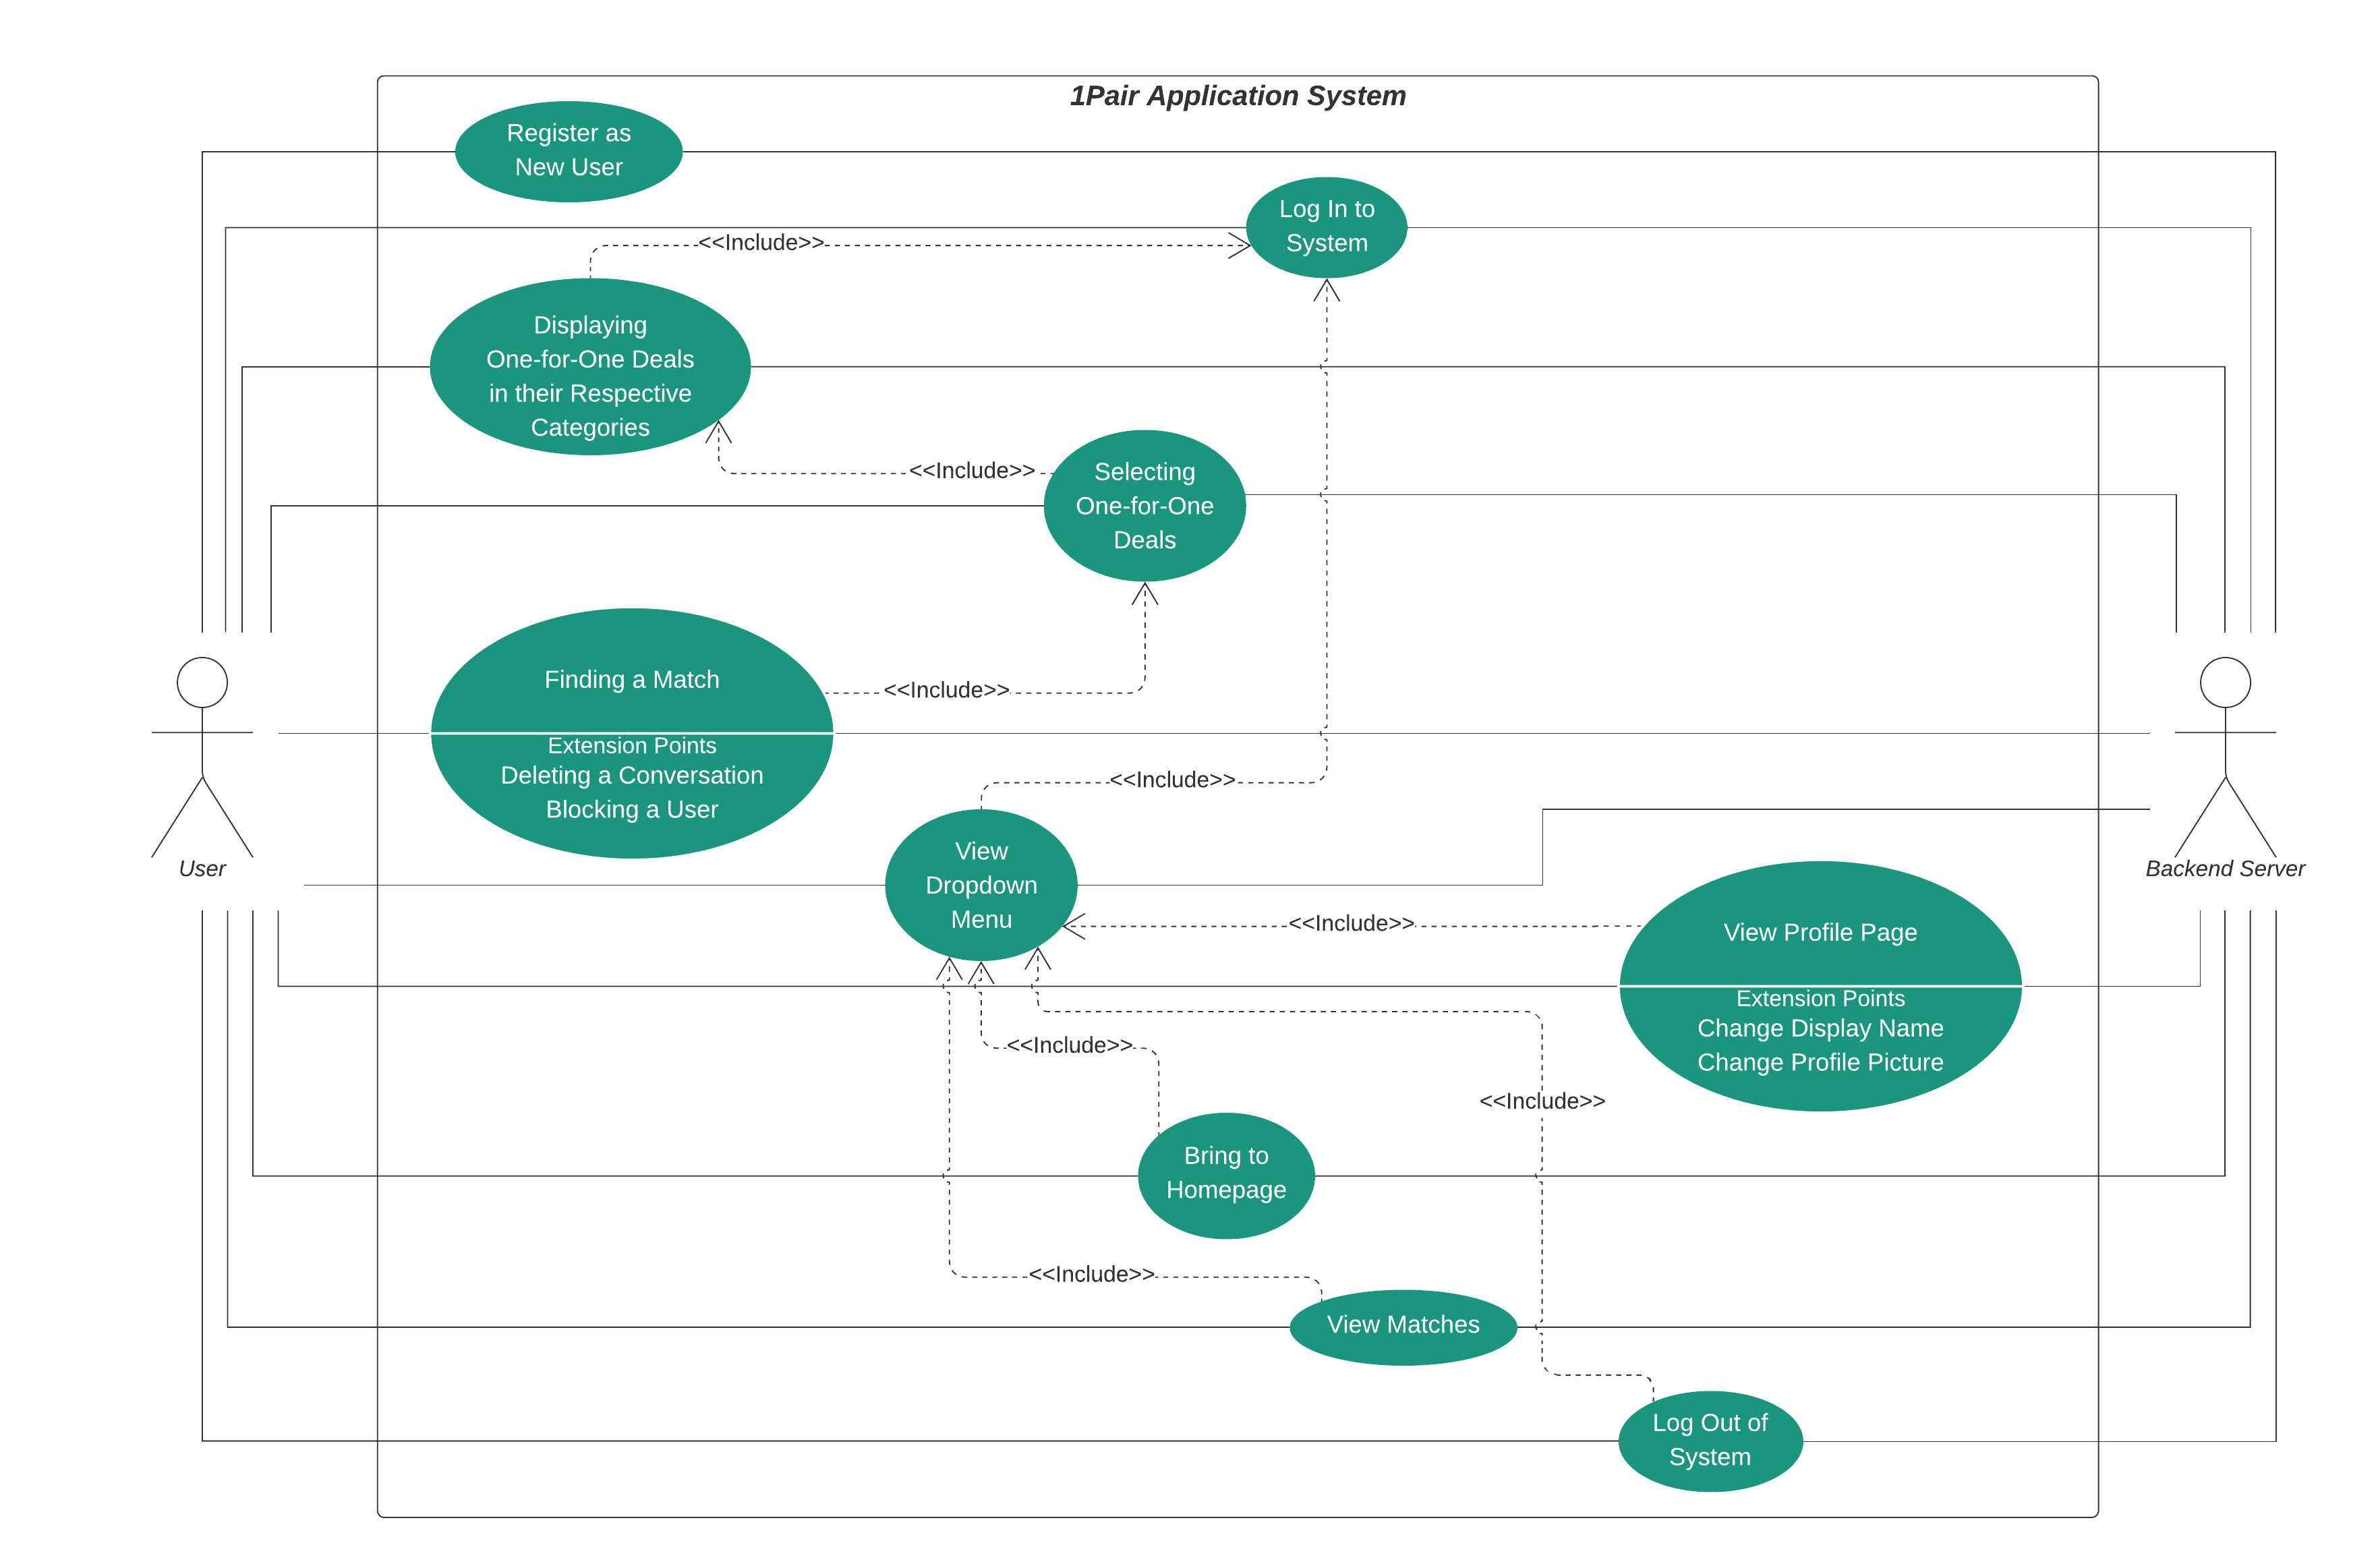 1Pair Application System
Register as
New User
Log In to
System
<<Include>>
Displaying
One-for-One Deals
in their Respective
Categories
<<Include>>
Selecting
One-for-One
Deals
Finding a Match
<<Include>>
Extension Points
Deleting a Conversation
Blocking a User
<<Include>>
User
Backend Server
View
Dropdown
Menu
<<Include>>
View Profile Page
Extension Points
Change Display Name
Change Profile Picture
<<Include>>
<<Include>>
Bring to
Homepage
<<Include>>
View Matches
Log Out of
System